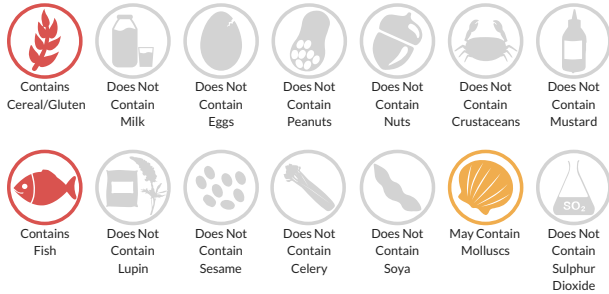 Contains
Cereal/Gluten
Does Not
Contain
Milk
Does Not
Contain
Eggs
Does Not
Contain
Peanuts
Does Not
Contain
Nuts
Does Not
Contain
Crustaceans
Does Not
Contain
Mustard
SO₂
Contains
Fish
Does Not
Contain
Lupin
Does Not
Contain
Sesame
Does Not
Contain
Celery
Does Not
Contain
Soya
May Contain
Molluscs
Does Not
Contain
Sulphur
Dioxide